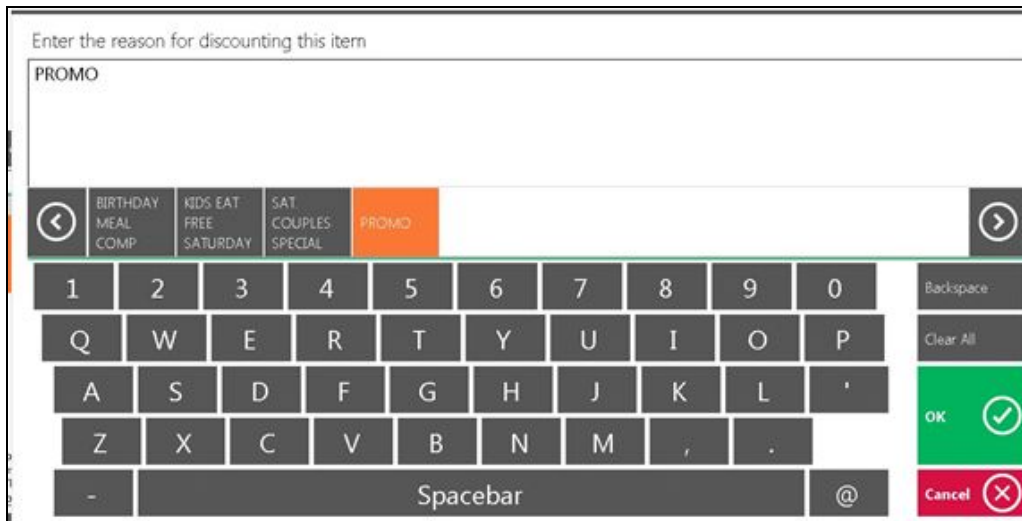 Enter the reason for discounting this item
PROMO
BIRTHDAY
MEAL
COMP
KIDS EAT
FREE
SATURDAY
SAT.
COUPLES
SPECIAL
PROMO
1 2 3 4 5 6 7 8 9 0
Backspace
Q W E R T Y U I O P
Clear All
A S D F G H J K L '
OK
Z X C V B N M , .
- Spacebar @
Cancel